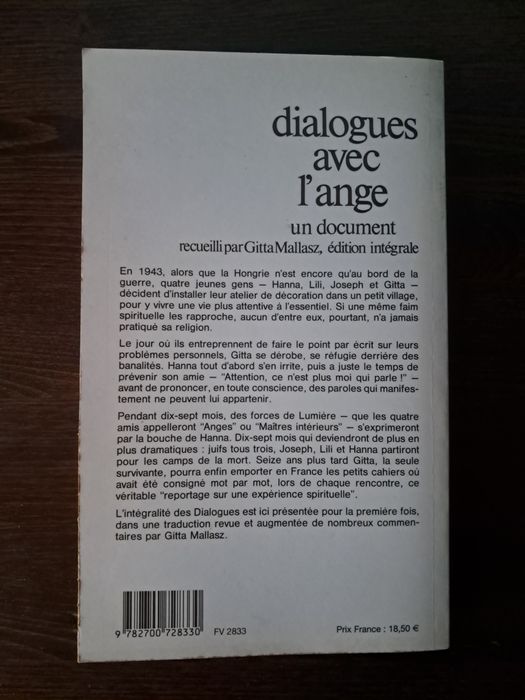 dialogues
avec
l'ange
un document
recueilli par Gitta Mallasz, édition intégrale
En 1943, alors que la Hongrie n'est encore qu'au bord de la
guerre, quatre jeunes gens – Hanna, Lili, Joseph et Gitta –
décident d'installer leur atelier de décoration dans un petit village,
pour y vivre une vie plus attentive à l'essentiel. Si une même faim
spirituelle les rapproche, aucun d'entre eux, pourtant, n'a jamais
pratiqué sa religion.
Le jour où ils entreprennent de faire le point par écrit sur leurs
problèmes personnels, Gitta se dérobe, se réfugie derrière des
banalités. Hanna tout d'abord s'en irrite, puis a juste le temps de
prévenir son amie – "Attention, ce n'est plus moi qui parle !" –
avant de prononcer, en toute conscience, des paroles qui manifes-
tement ne peuvent lui appartenir.
Pendant dix-sept mois, des forces de Lumière – que les quatre
amis appelleront "Anges" ou "Maîtres intérieurs" – s'exprimeront
par la bouche de Hanna. Dix-sept mois qui deviendront de plus en
plus dramatiques : juifs tous trois, Joseph, Lili et Hanna partiront
pour les camps de la mort. Seize ans plus tard Gitta, la seule
survivante, pourra enfin emporter en France les petits cahiers où
avait été consigné mot par mot, lors de chaque rencontre, ce
véritable "reportage sur une expérience spirituelle".
L'intégralité des Dialogues est ici présentée pour la première fois,
dans une traduction revue et augmentée de nombreux commen-
taires par Gitta Mallasz.
9 782700 728330 FV 2833
Prix France : 18,50 €